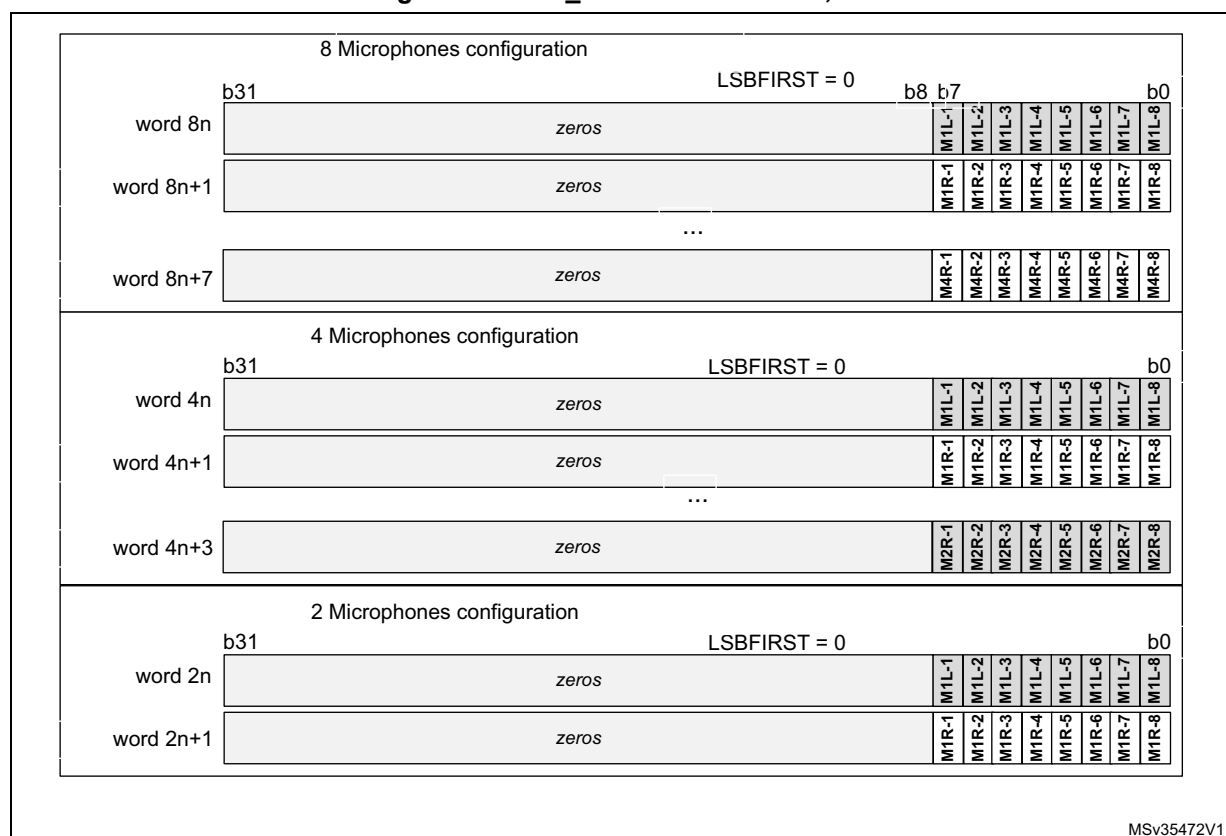 8 Microphones configuration
LSBFIRST = 0
b31 b8 b7 b0
word 8n zeros M1L-1 M1L-2 M1L-3 M1L-4 M1L-5 M1L-6 M1L-7 M1L-8
word 8n+1 zeros M1R-1 M1R-2 M1R-3 M1R-4 M1R-5 M1R-6 M1R-7 M1R-8
...
word 8n+7 zeros M4R-1 M4R-2 M4R-3 M4R-4 M4R-5 M4R-6 M4R-7 M4R-8
4 Microphones configuration
b31 LSBFIRST = 0 b0
word 4n zeros M1L-1 M1L-2 M1L-3 M1L-4 M1L-5 M1L-6 M1L-7 M1L-8
word 4n+1 zeros M1R-1 M1R-2 M1R-3 M1R-4 M1R-5 M1R-6 M1R-7 M1R-8
...
word 4n+3 zeros M2R-1 M2R-2 M2R-3 M2R-4 M2R-5 M2R-6 M2R-7 M2R-8
2 Microphones configuration
b31 LSBFIRST = 0 b0
word 2n zeros M1L-1 M1L-2 M1L-3 M1L-4 M1L-5 M1L-6 M1L-7 M1L-8
word 2n+1 zeros M1R-1 M1R-2 M1R-3 M1R-4 M1R-5 M1R-6 M1R-7 M1R-8
MSv35472V1